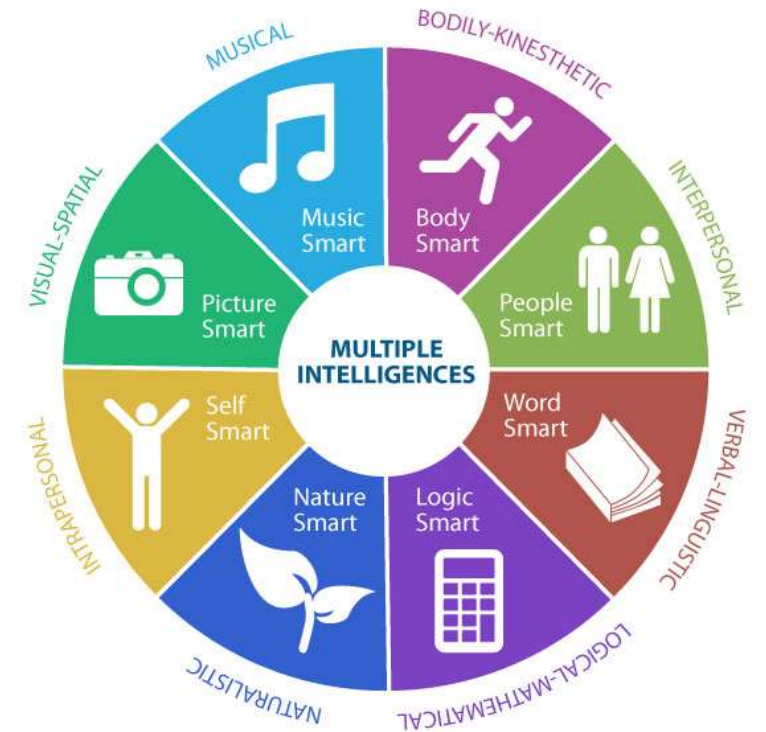 MUSICAL
BODILY-KINESTHETIC
VISUAL-SPATIAL
INTERPERSONAL
Music
Smart
Body
Smart
Picture
Smart
People
Smart
MULTIPLE
INTELLIGENCES
Self
Smart
Word
Smart
Nature
Smart
Logic
Smart
INTRAPERSONAL
VERBAL-LINGUISTIC
NATURALISTIC
LOGICAL-MATHEMATICAL